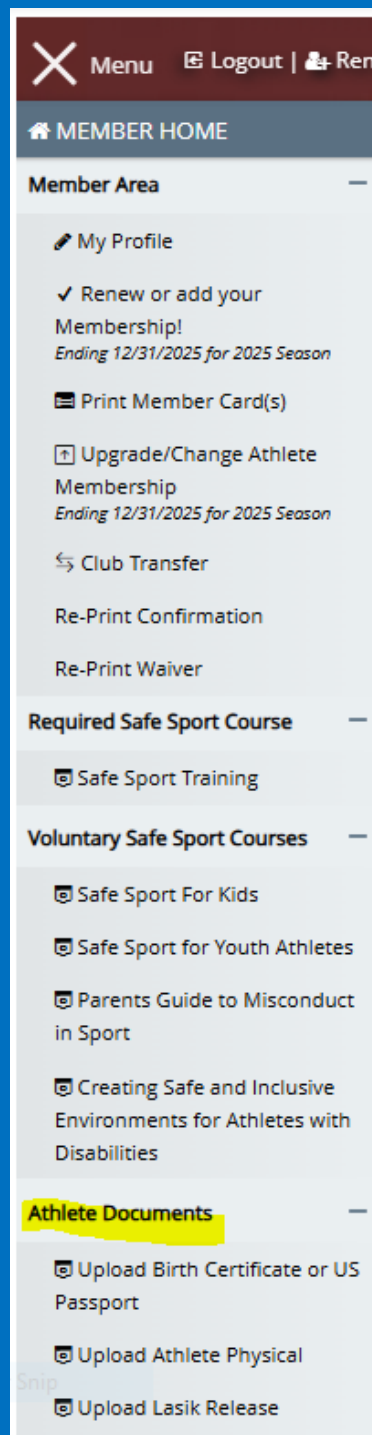 Menu Logout | Ren
MEMBER HOME
Member Area
My Profile
Renew or add your
Membership!
Ending 12/31/2025 for 2025 Season
Print Member Card(s)
Upgrade/Change Athlete
Membership
Ending 12/31/2025 for 2025 Season
Club Transfer
Re-Print Confirmation
Re-Print Waiver
Required Safe Sport Course
Safe Sport Training
Voluntary Safe Sport Courses
Safe Sport For Kids
Safe Sport for Youth Athletes
Parents Guide to Misconduct
in Sport
Creating Safe and Inclusive
Environments for Athletes with
Disabilities
Athlete Documents
Upload Birth Certificate or US
Passport
Upload Athlete Physical
Snip
Upload Lasik Release